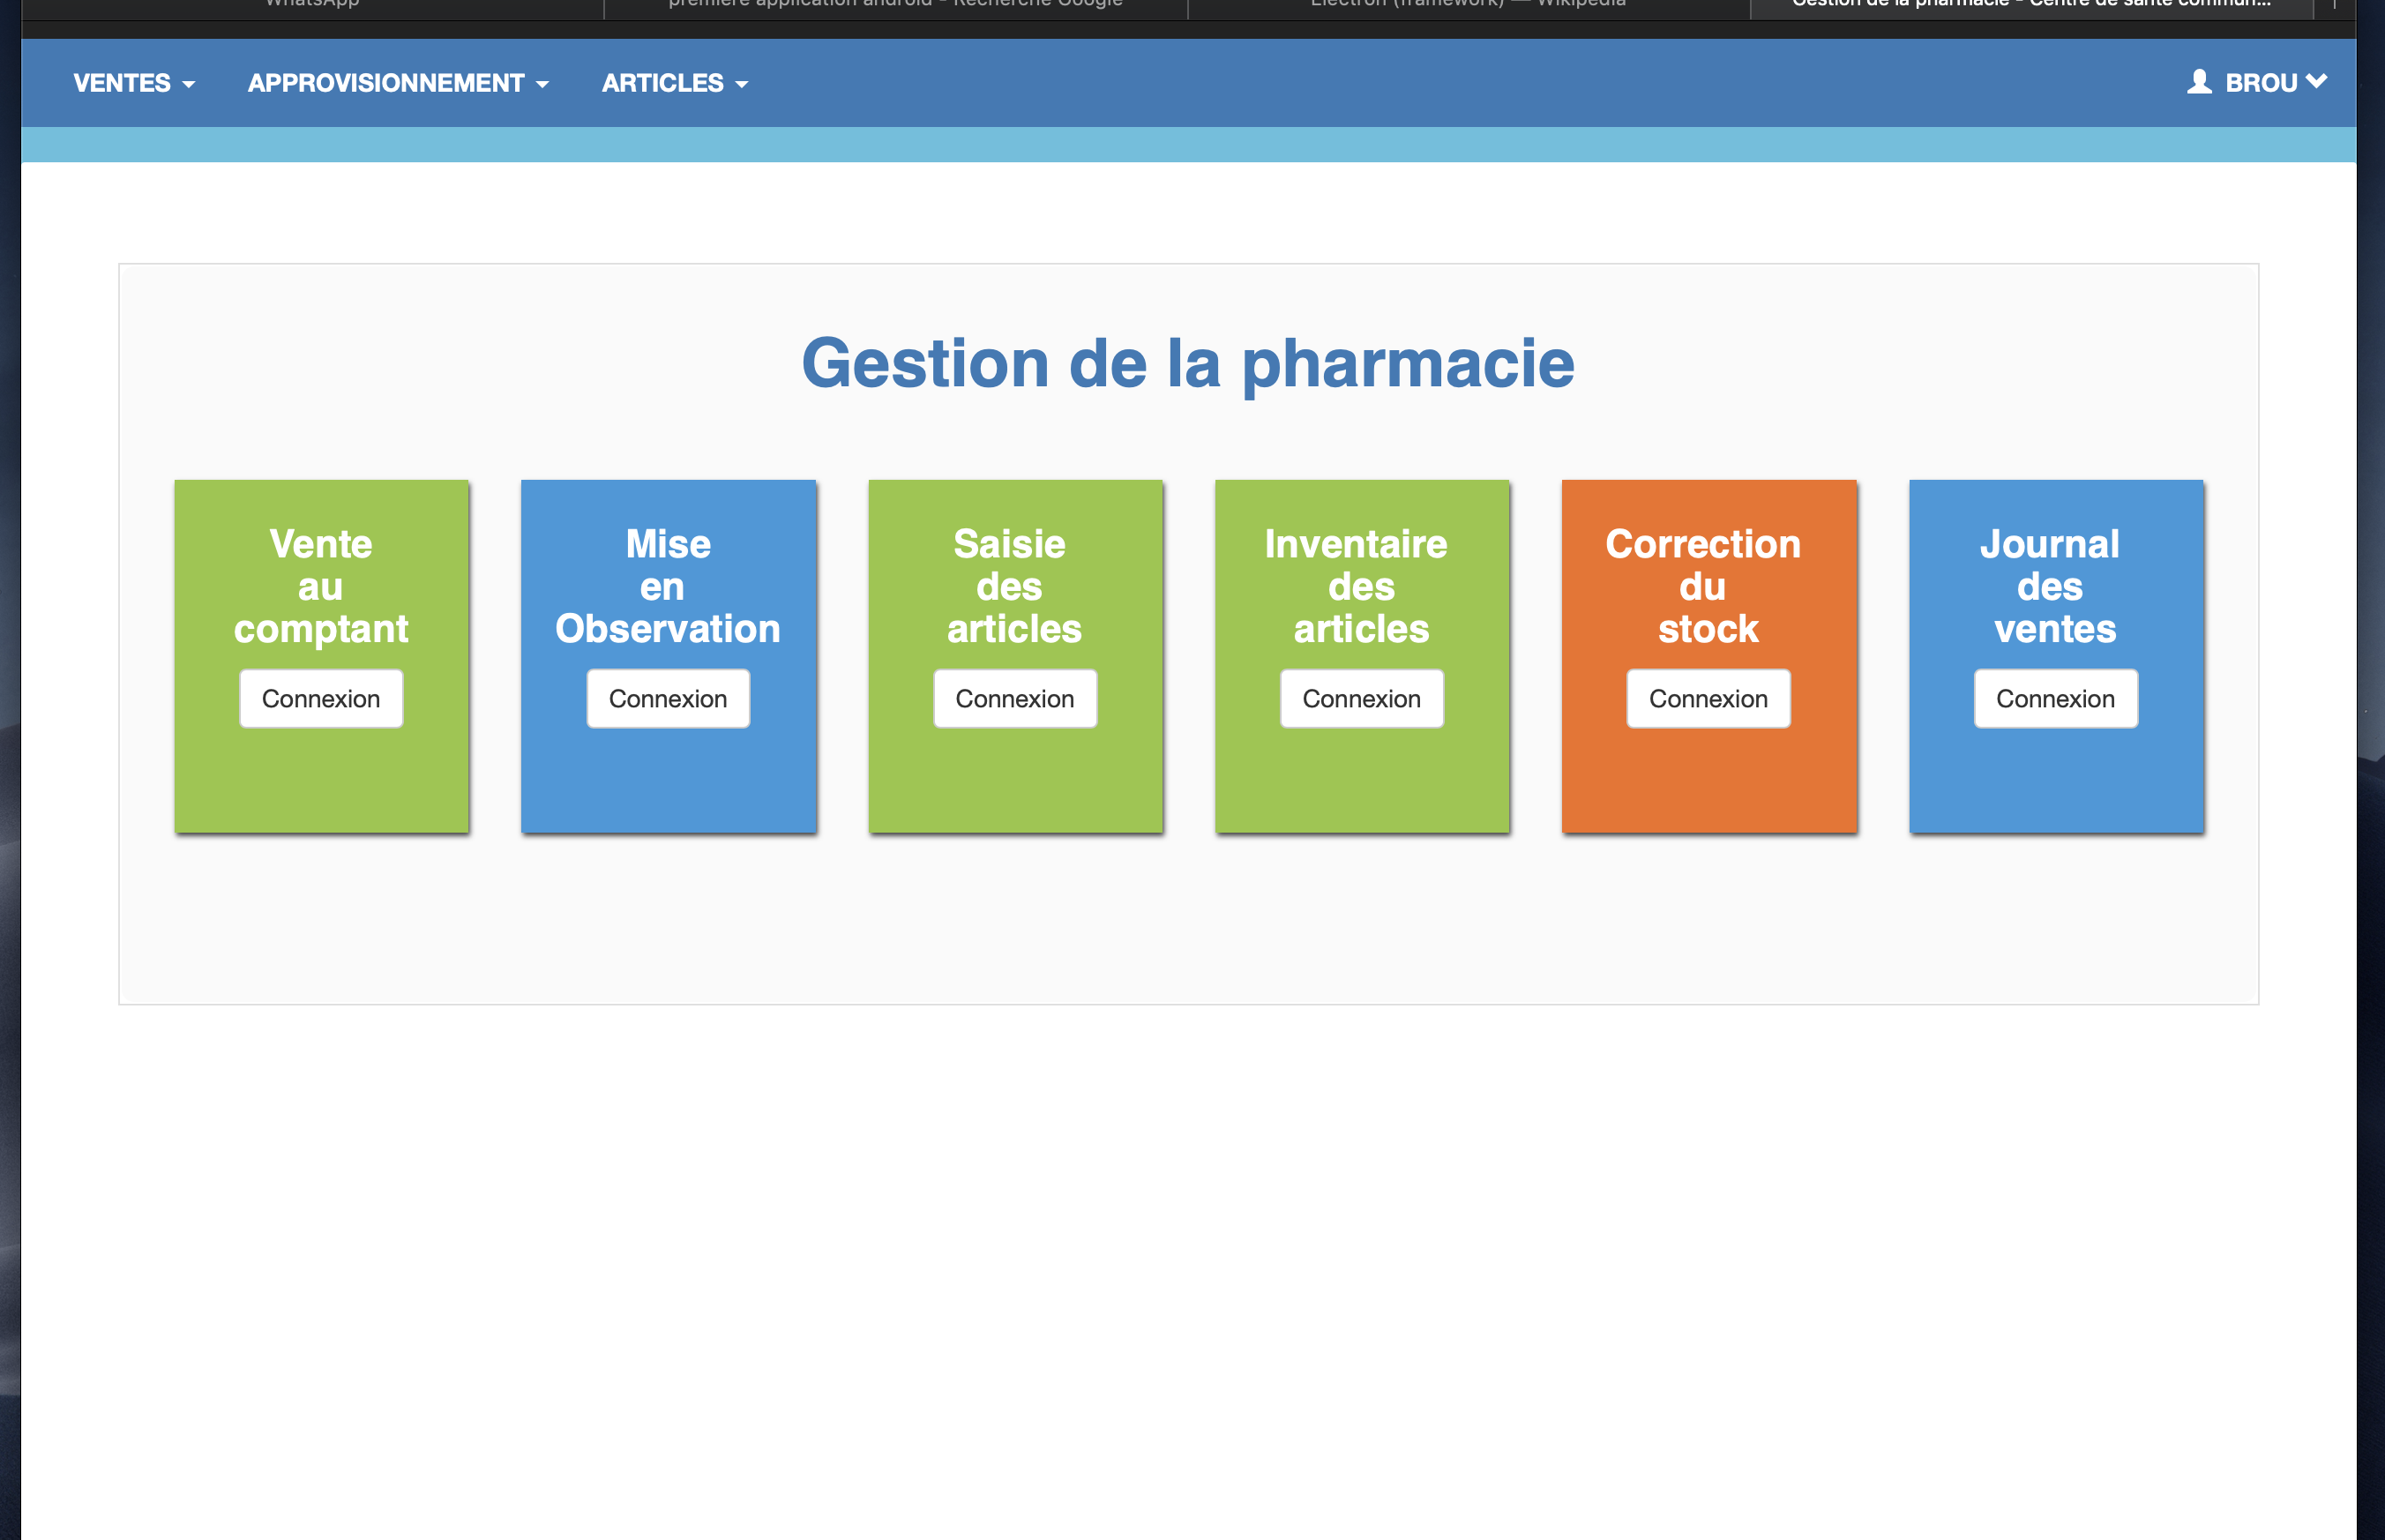 WhatsApp
première application android - Recherche Google
Electron (framework) — Wikipédia
Gestion de la pharmacie - Centre de santé commun...
VENTES
APPROVISIONNEMENT
ARTICLES
BROU
Gestion de la pharmacie
Vente
au
comptant
Connexion
Mise
en
Observation
Connexion
Saisie
des
articles
Connexion
Inventaire
des
articles
Connexion
Correction
du
stock
Connexion
Journal
des
ventes
Connexion